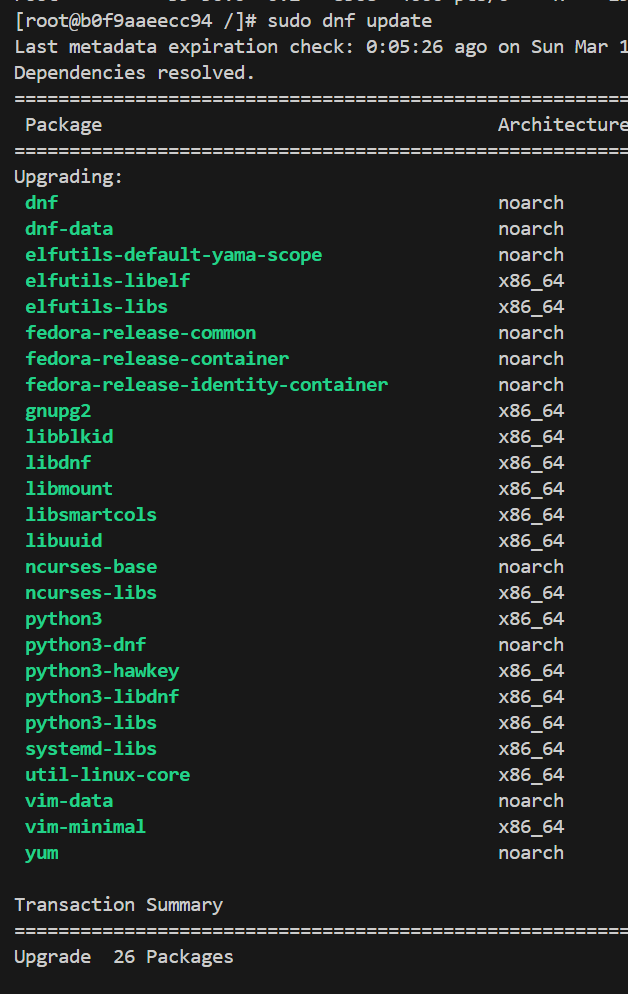 [root@b0f9aaeecc94 /]# sudo dnf update
Last metadata expiration check: 0:05:26 ago on Sun Mar 1
Dependencies resolved.
================================================================
Package Architecture
================================================================
Upgrading:
dnf noarch
dnf-data noarch
elfutils-default-yama-scope noarch
elfutils-libelf x86_64
elfutils-libs x86_64
fedora-release-common noarch
fedora-release-container noarch
fedora-release-identity-container noarch
gnupg2 x86_64
libblkid x86_64
libdnf x86_64
libmount x86_64
libsmartcols x86_64
libuuid x86_64
ncurses-base noarch
ncurses-libs x86_64
python3 x86_64
python3-dnf noarch
python3-hawkey x86_64
python3-libdnf x86_64
python3-libs x86_64
systemd-libs x86_64
util-linux-core x86_64
vim-data noarch
vim-minimal x86_64
yum noarch
Transaction Summary
================================================================
Upgrade 26 Packages